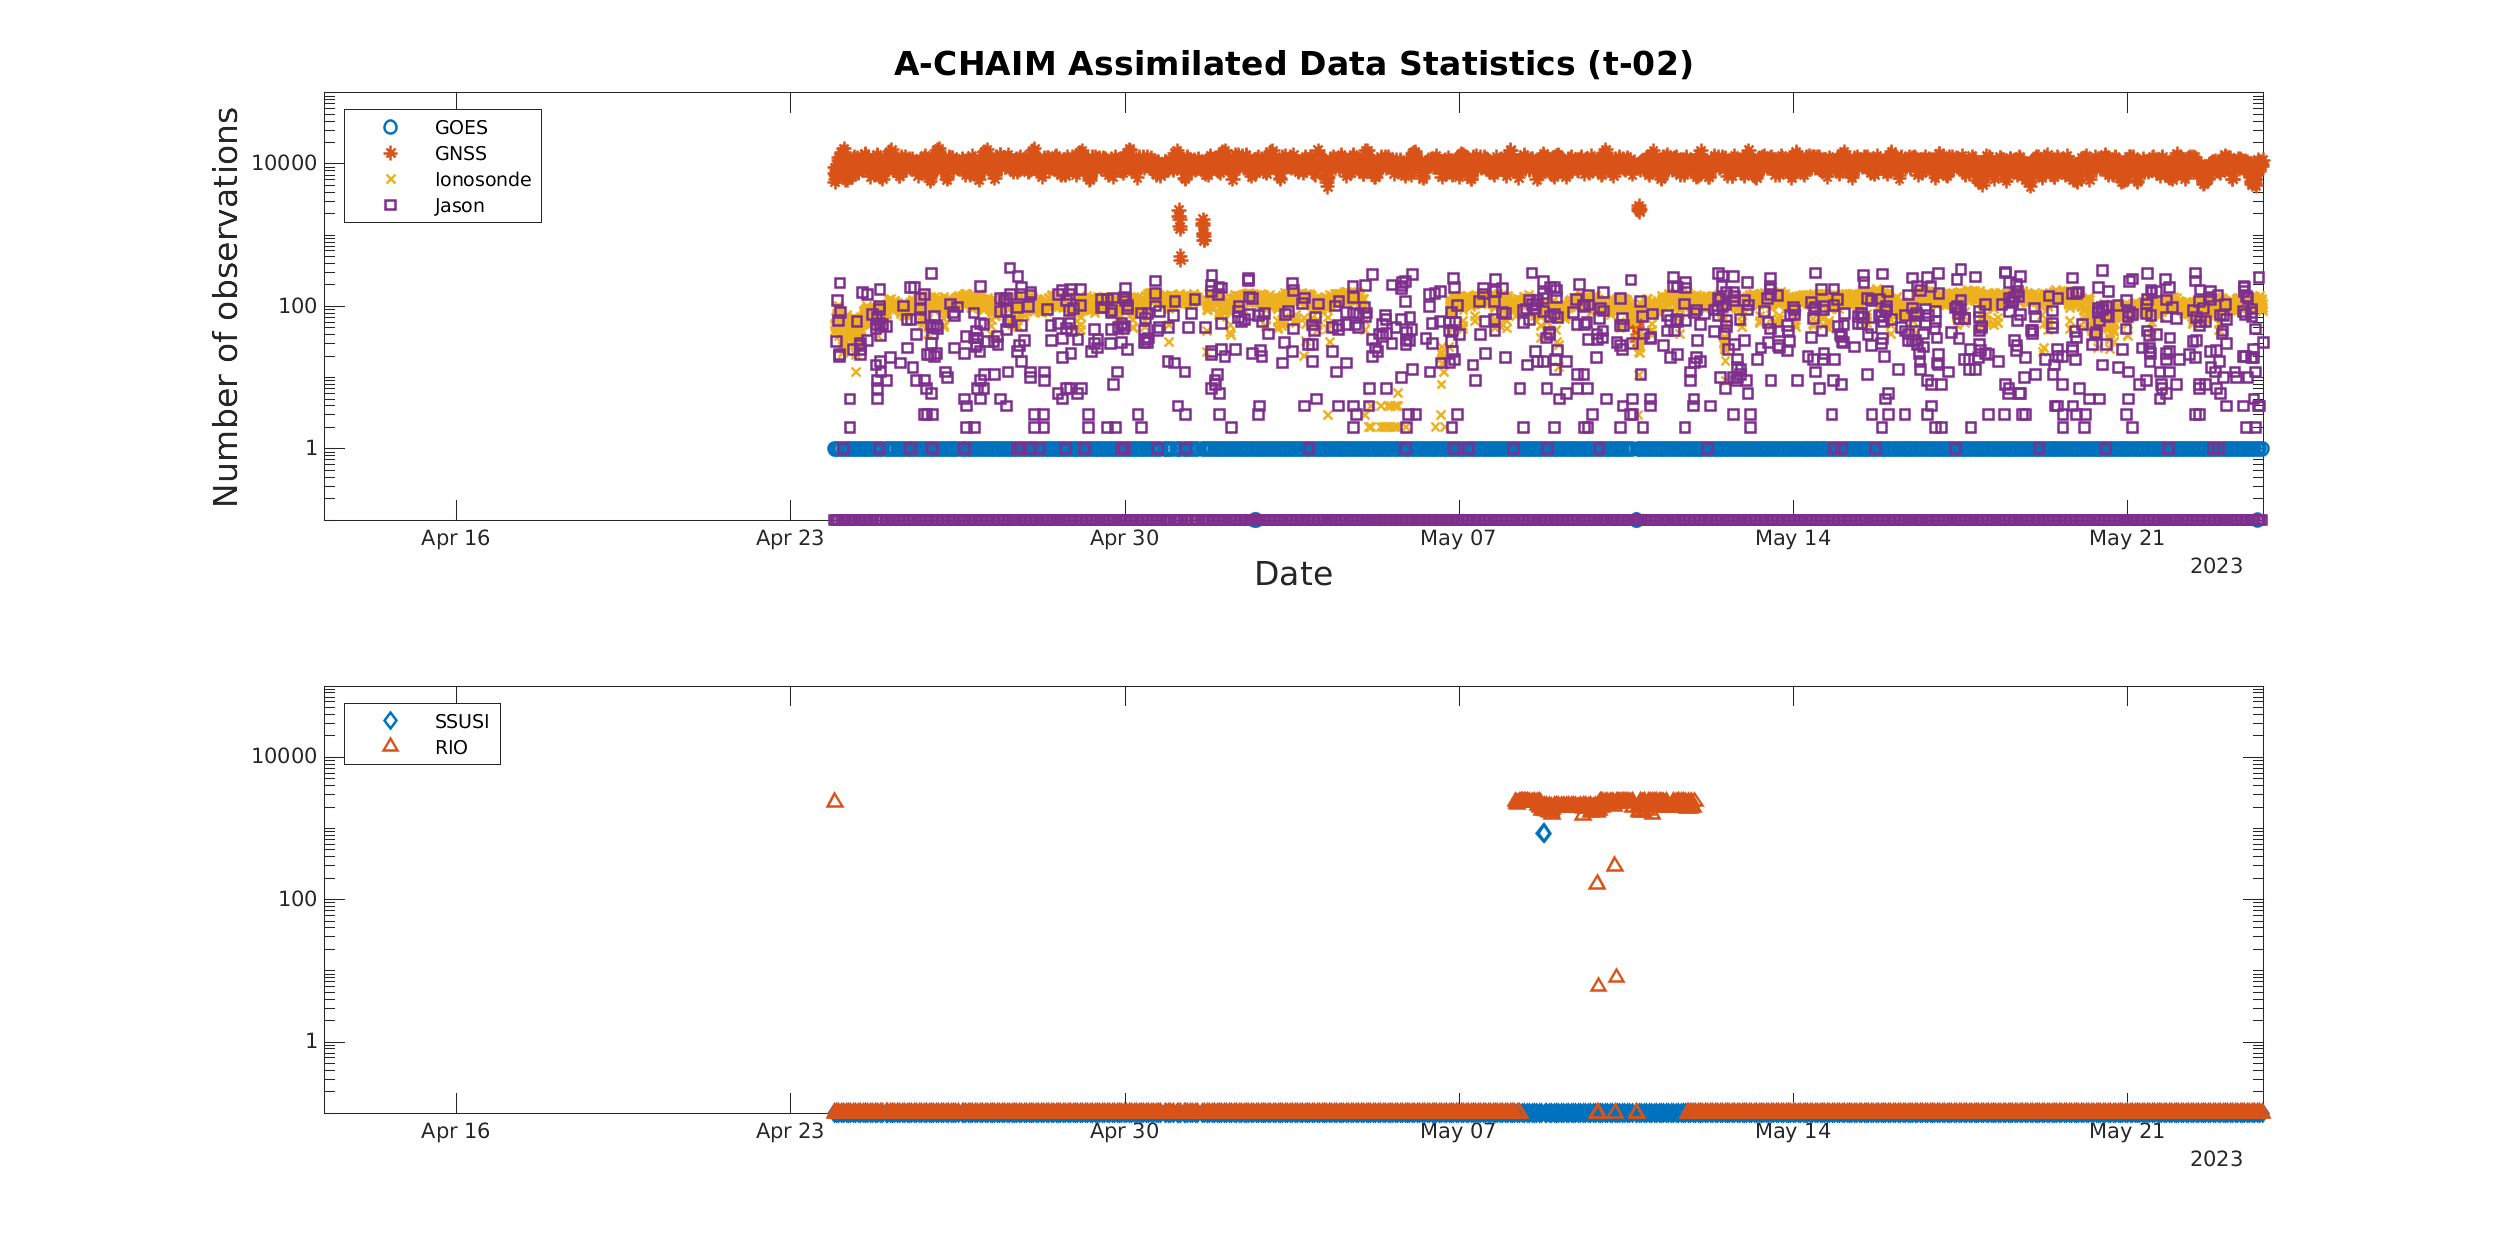 A-CHAIM Assimilated Data Statistics (t-02)
Number of observations
10000
100
1
GOES
GNSS
Ionosonde
Jason
Apr 16
Apr 23
Apr 30
May 07
May 14
May 21
2023
Date
10000
100
1
SSUSI
RIO
Apr 16
Apr 23
Apr 30
May 07
May 14
May 21
2023